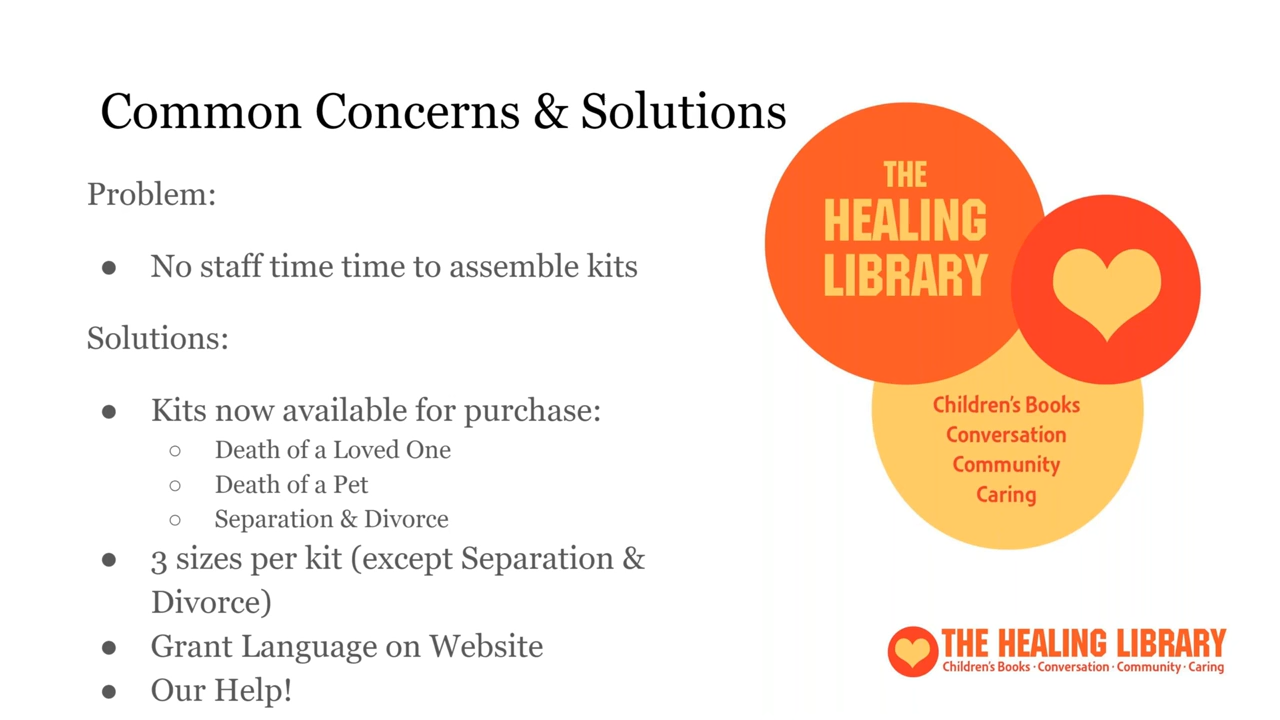 Common Concerns & Solutions
Problem:
● No staff time time to assemble kits
Solutions:
● Kits now available for purchase:
○ Death of a Loved One
○ Death of a Pet
○ Separation & Divorce
● 3 sizes per kit (except Separation &
Divorce)
● Grant Language on Website
● Our Help!
THE
HEALING
LIBRARY
Children's Books
Conversation
Community
Caring
THE HEALING LIBRARY
Children's Books · Conversation · Community · Caring